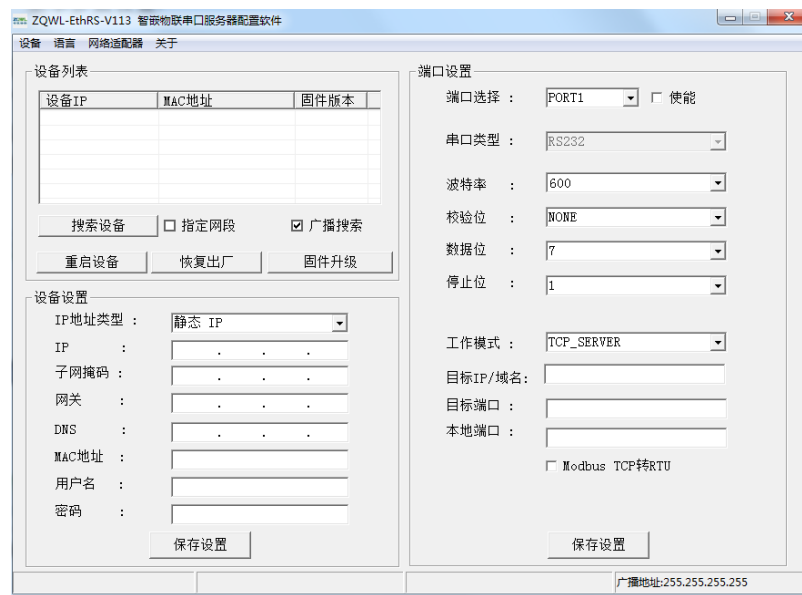 ZQWL-EthRS-V113 智嵌物联串口服务器配置软件
设备 语言 网络适配器 关于
设备列表
设备IP MAC地址 固件版本
搜索设备 指定网段 广播搜索
重启设备 恢复出厂 固件升级
设备设置
IP地址类型 : 静态 IP
IP : . . .
子网掩码 : . . .
网关 : . . .
DNS : . . .
MAC地址 :
用户名 :
密码 :
保存设置
端口设置
端口选择 : PORT1 使能
串口类型 : RS232
波特率 : 600
校验位 : NONE
数据位 : 7
停止位 : 1
工作模式 : TCP_SERVER
目标IP/域名:
目标端口 :
本地端口 :
Modbus TCP转RTU
保存设置
广播地址:255.255.255.255